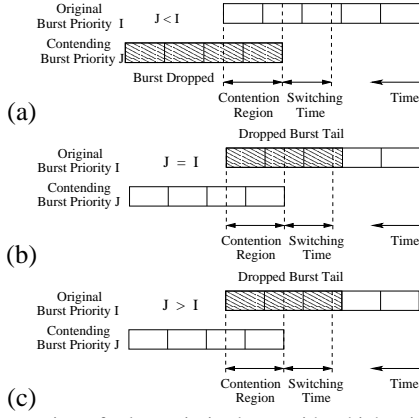 Original
Burst Priority I
J < I
Contending
Burst Priority J
Burst Dropped
Contention
Region
Switching
Time
Time
(a)
Dropped Burst Tail
Original
Burst Priority I
J = I
Contending
Burst Priority J
Contention
Region
Switching
Time
Time
(b)
Dropped Burst Tail
Original
Burst Priority I
J > I
Contending
Burst Priority J
Contention
Region
Switching
Time
Time
(c)